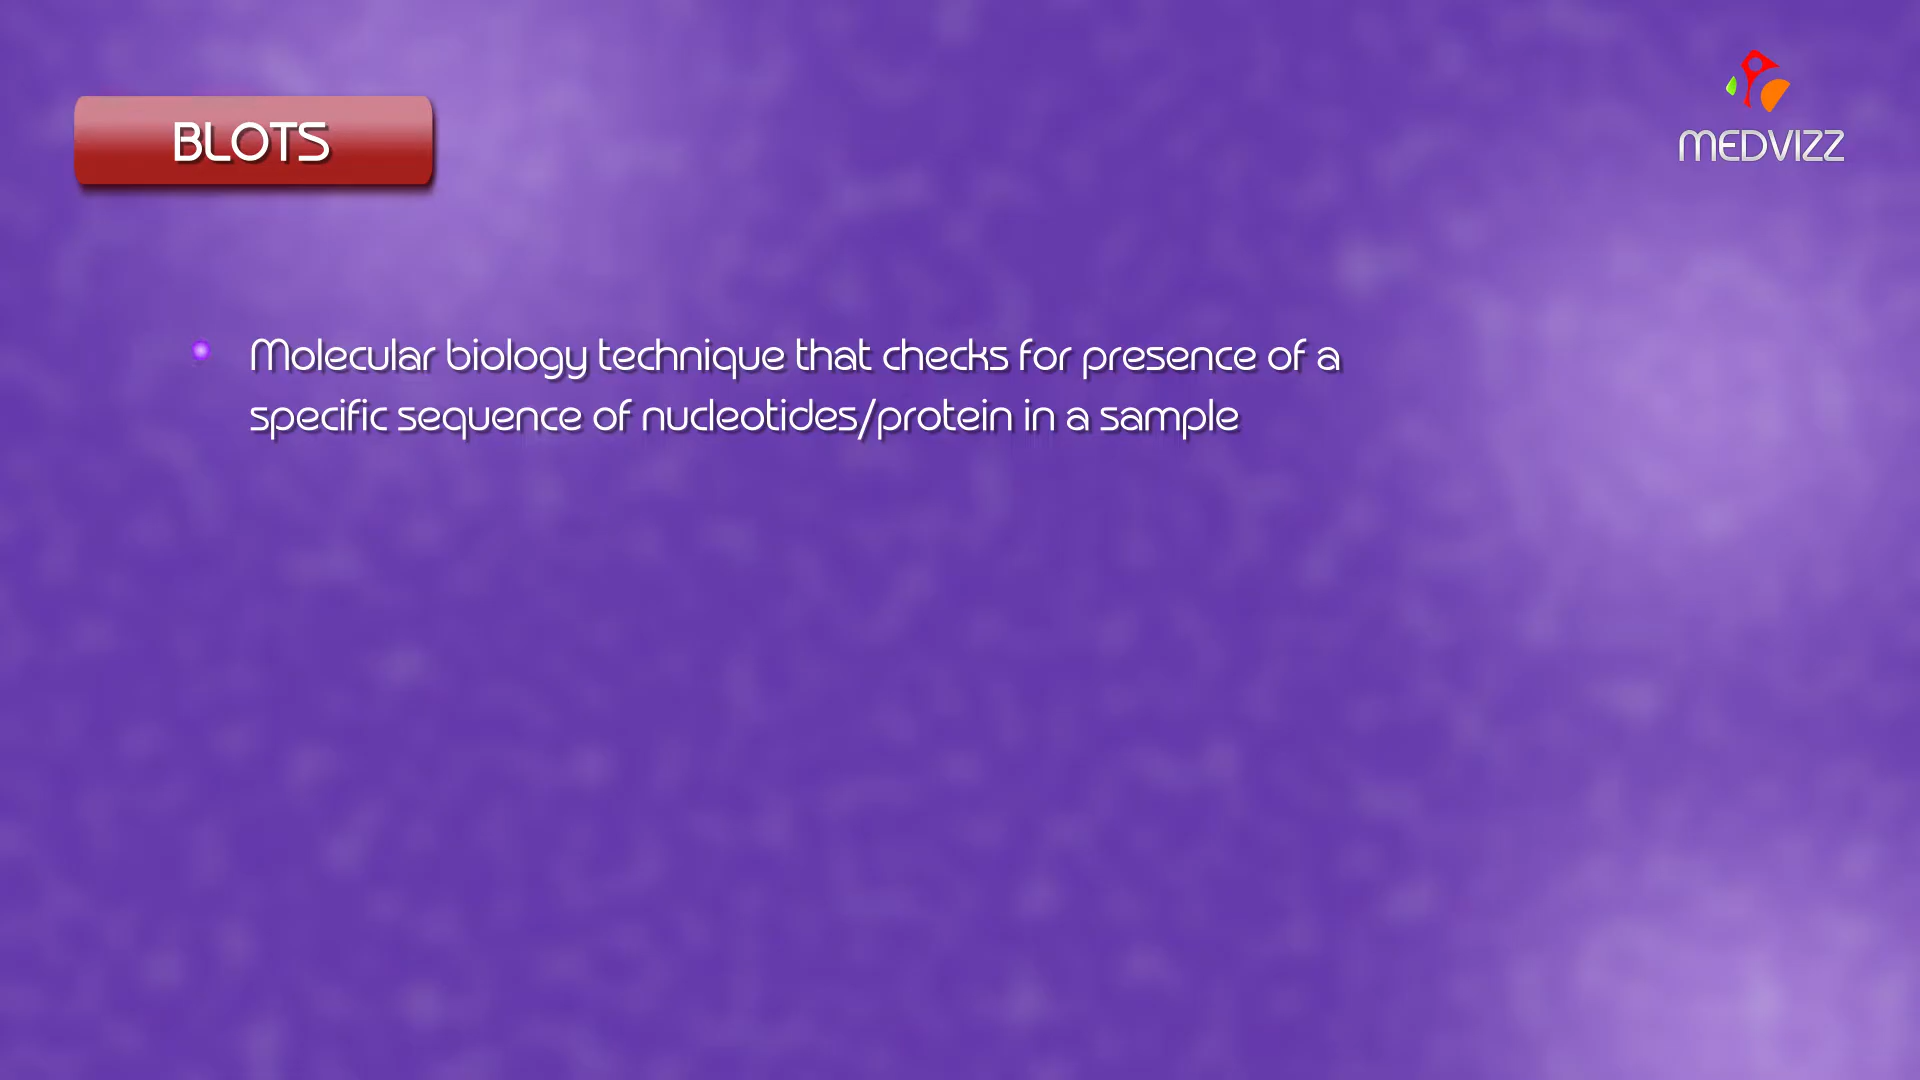 BLOTS
MEDVIZZ
Molecular biology technique that checks for presence of a
specific sequence of nucleotides/protein in a sample